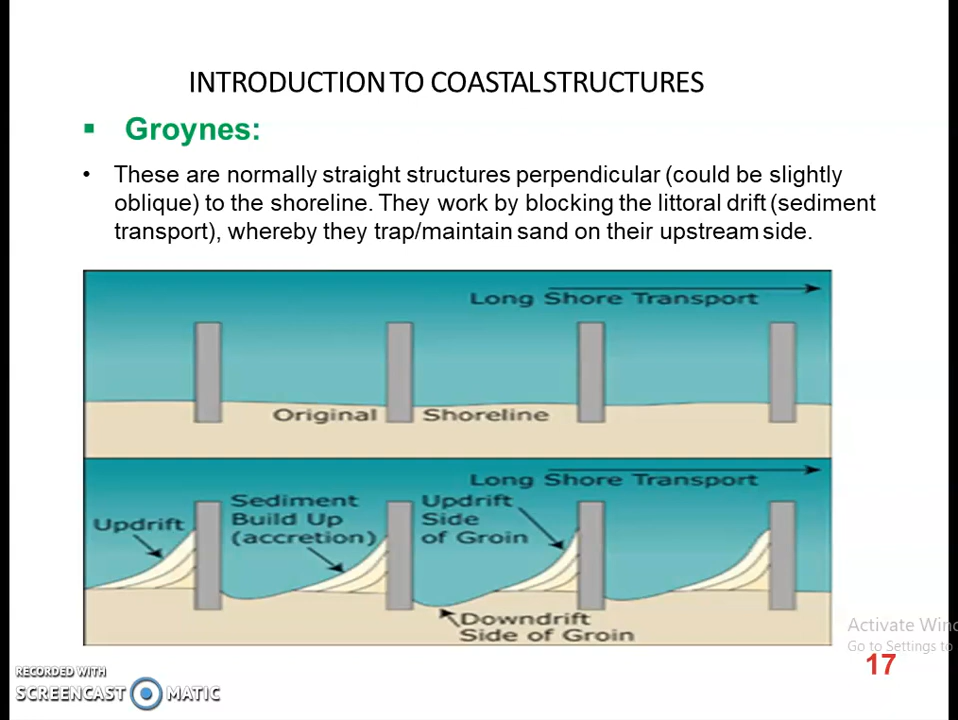 INTRODUCTION TO COASTAL STRUCTURES
▪ Groynes:
• These are normally straight structures perpendicular (could be slightly
oblique) to the shoreline. They work by blocking the littoral drift (sediment
transport), whereby they trap/maintain sand on their upstream side.
Long Shore Transport
Original Shoreline
Long Shore Transport
Updrift
Sediment
Build Up
(accretion)
Updrift
Side
of Groin
Downdrift
Side of Groin
Activate Win
Go to Settings to
17
RECORDED WITH
SCREENCAST MATIC